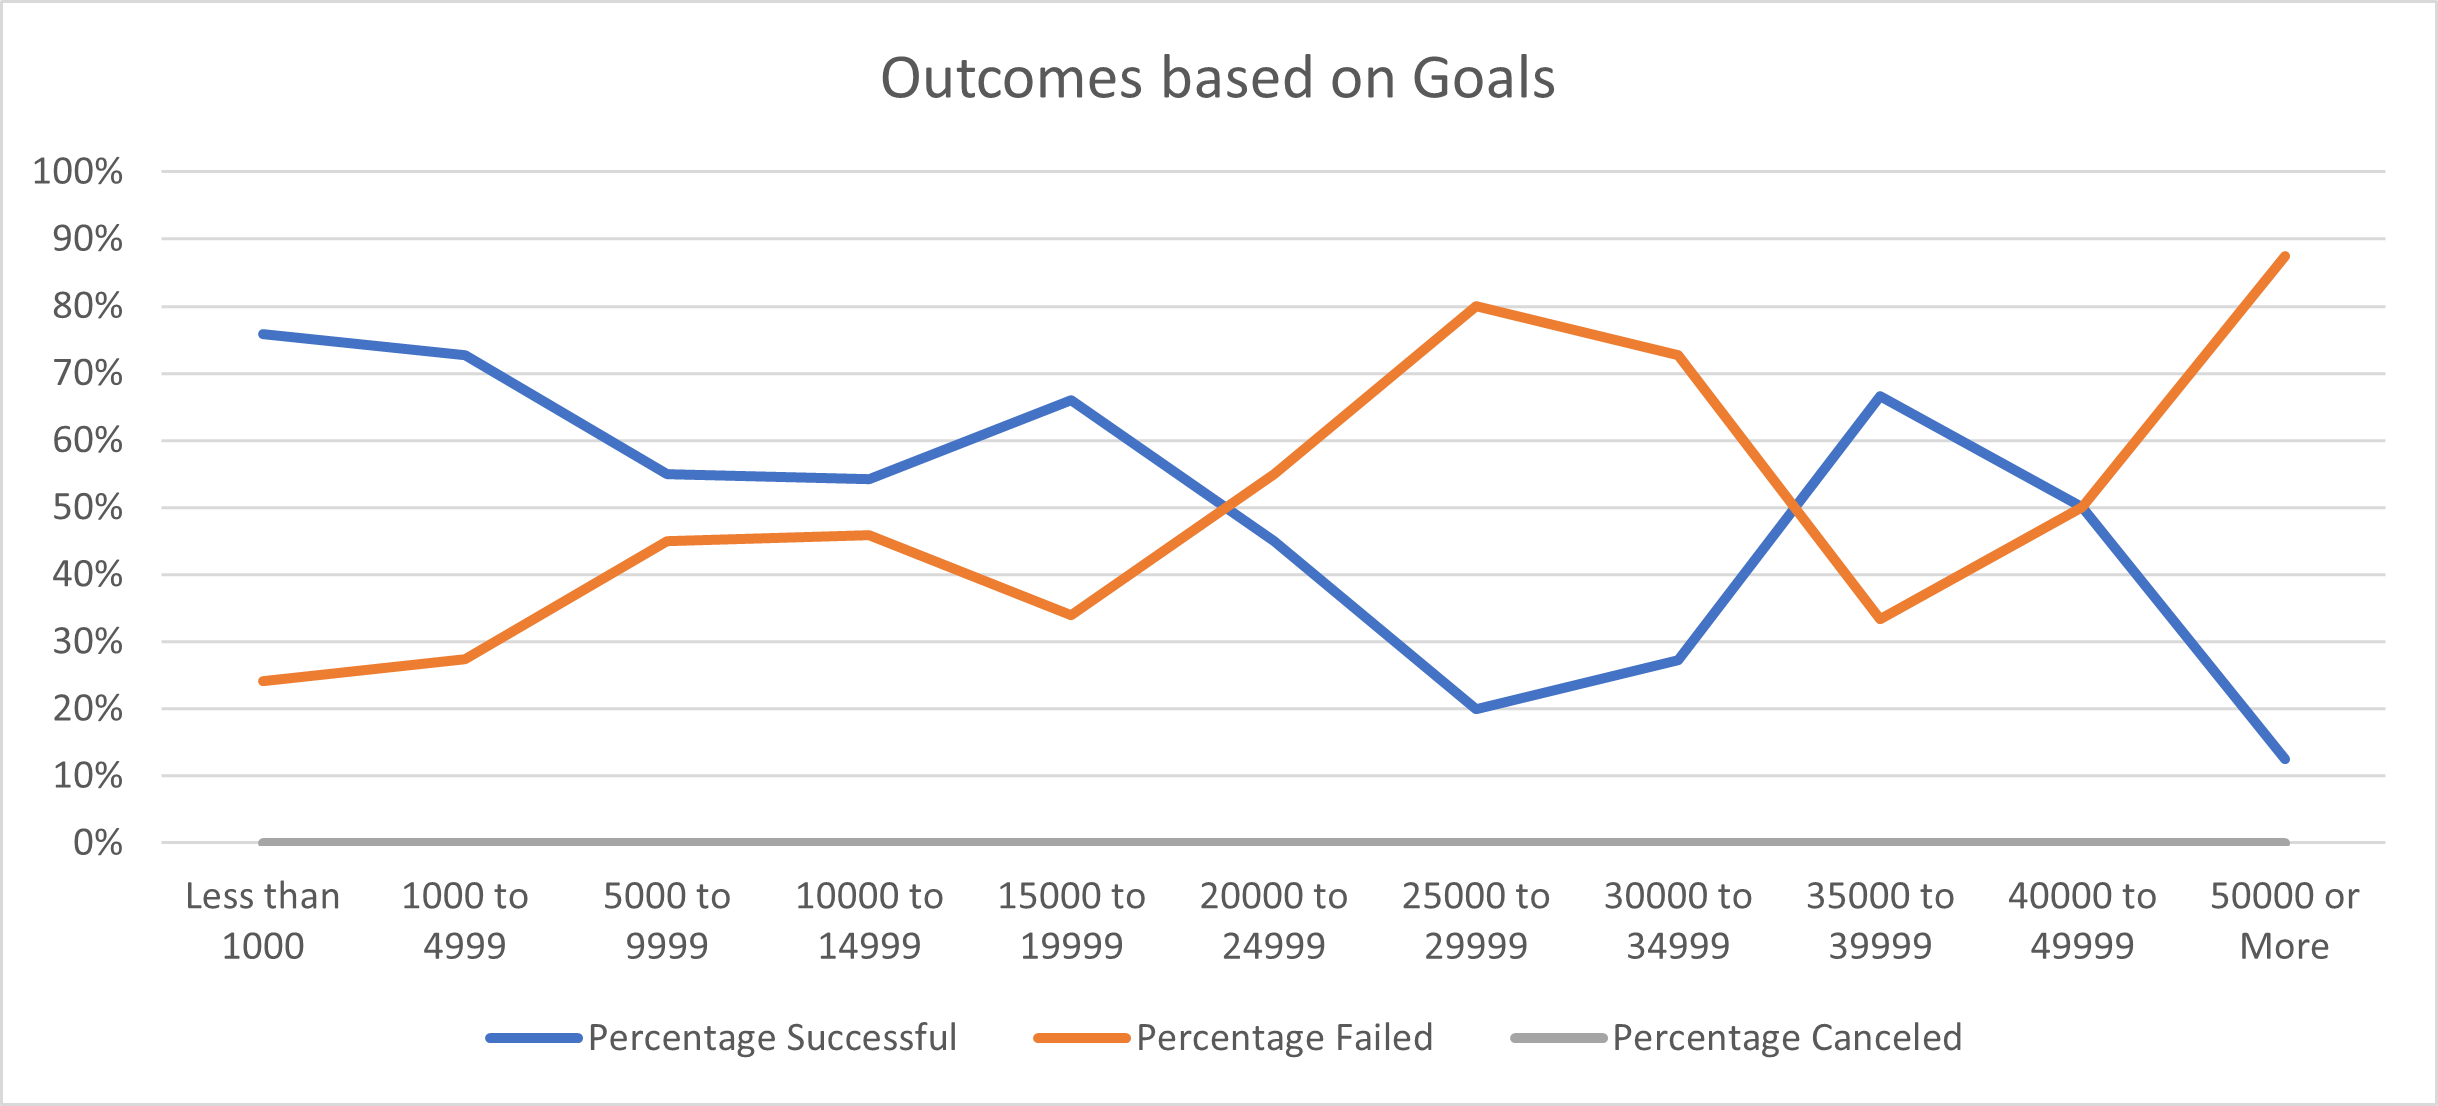 Outcomes based on Goals
100%
90%
80%
70%
60%
50%
40%
30%
20%
10%
0%
Less than 1000 to 5000 to 10000 to 15000 to 20000 to 25000 to 30000 to 35000 to 40000 to 50000 or
1000 4999 9999 14999 19999 24999 29999 34999 39999 49999 More
Percentage Successful Percentage Failed Percentage Canceled